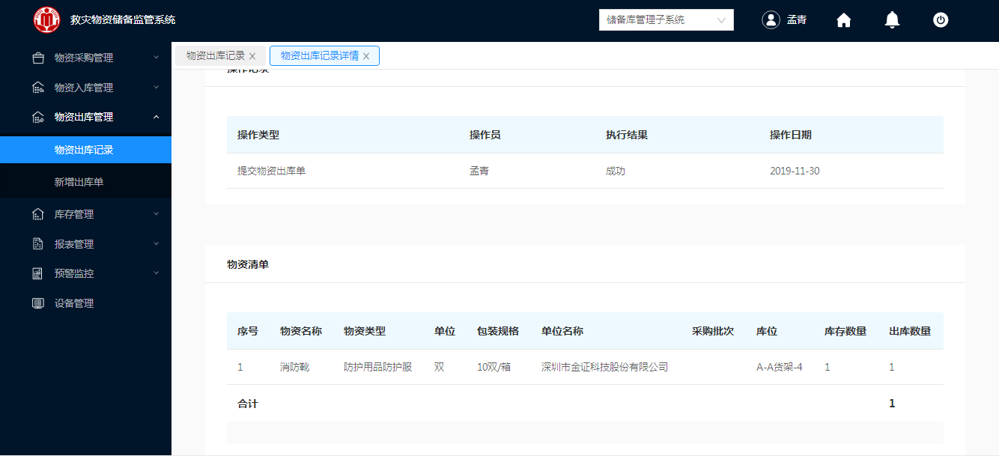 救灾物资储备监管系统
储备库管理子系统
孟青
物资采购管理
物资入库管理
物资出库管理
物资出库记录
新增出库单
库存管理
报表管理
预警监控
设备管理
物资出库记录 X
物资出库记录详情 X
操作记录
操作类型 操作员 执行结果 操作日期
提交物资出库单 孟青 成功 2019-11-30
物资清单
序号 物资名称 物资类型 单位 包装规格 单位名称 采购批次 库位 库存数量 出库数量
1 消防靴 防护用品防护服 双 10双/箱 深圳市金证科技股份有限公司 A-A货架-4 1 1
合计 1